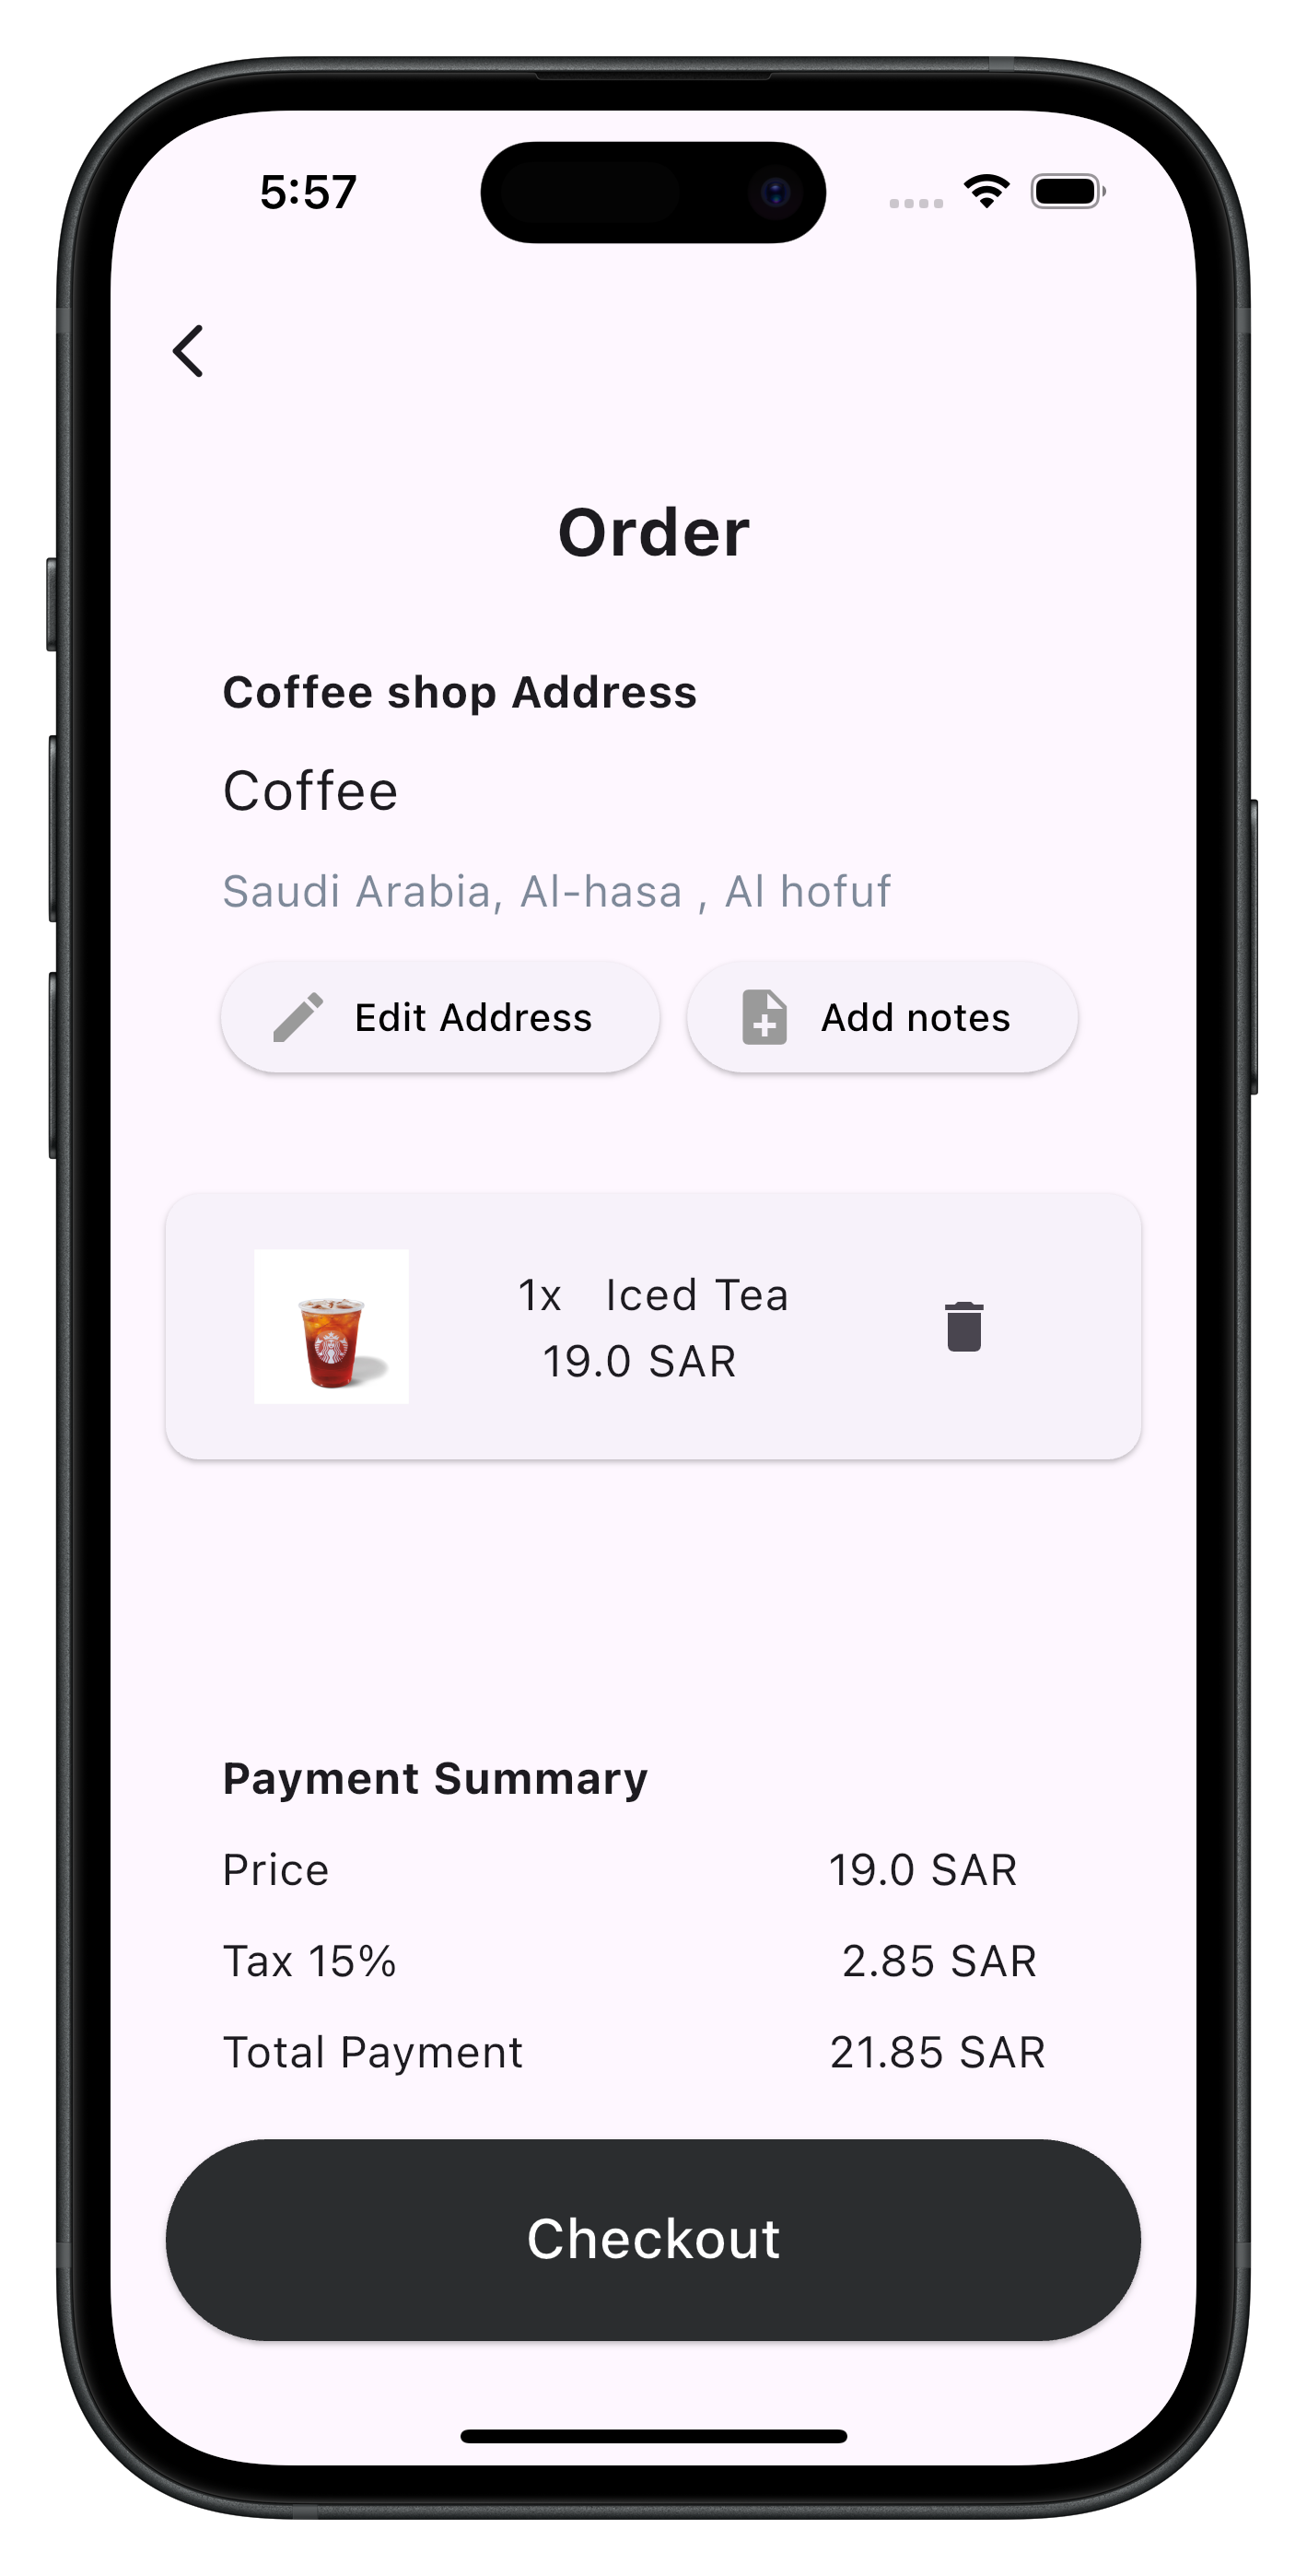 5:57
Order
Coffee shop Address
Coffee
Saudi Arabia, Al-hasa , Al hofuf
Edit Address Add notes
1x Iced Tea
19.0 SAR
Payment Summary
Price 19.0 SAR
Tax 15% 2.85 SAR
Total Payment 21.85 SAR
Checkout